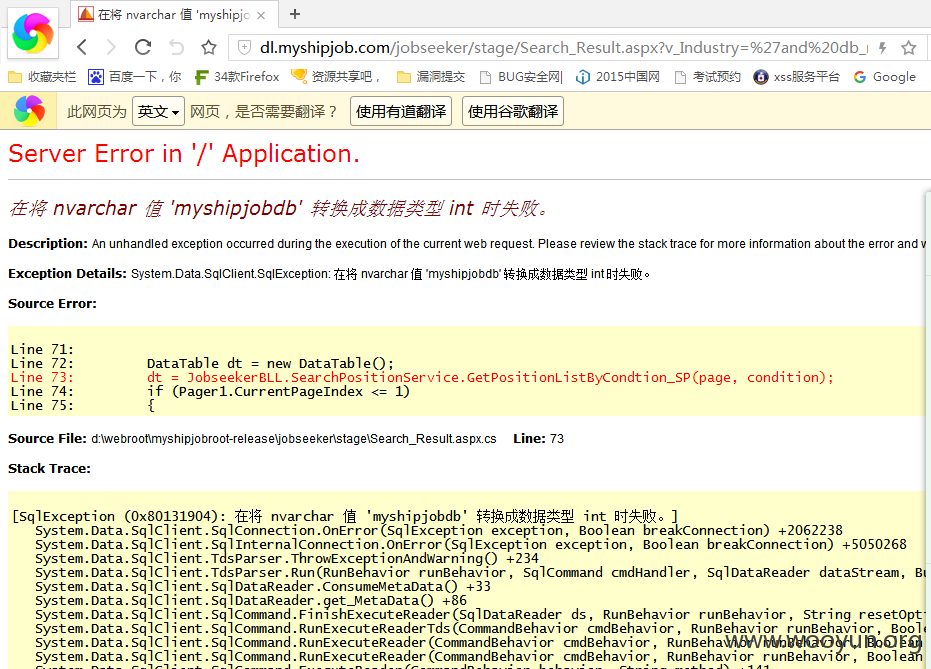 在将 nvarchar 值 'myshipjo
dl.myshipjob.com/jobseeker/stage/Search_Result.aspx?v_Industry=%27and%20db_
收藏夹栏 百度一下，你 34款Firefox 资源共享吧， 漏洞提交 BUG安全网| 2015中国网 考试预约 xss服务平台 Google
此网页为 英文 网页，是否需要翻译？ 使用有道翻译 使用谷歌翻译
Server Error in '/' Application.
在将 nvarchar 值 'myshipjobdb' 转换成数据类型 int 时失败。
Description: An unhandled exception occurred during the execution of the current web request. Please review the stack trace for more information about the error and w
Exception Details: System.Data.SqlClient.SqlException: 在将 nvarchar 值 'myshipjobdb' 转换成数据类型 int 时失败。
Source Error:
Line 71:
Line 72: DataTable dt = new DataTable();
Line 73: dt = JobseekerBLL.SearchPositionService.GetPositionListByCondtion_SP(page, condition);
Line 74: if (Pager1.CurrentPageIndex <= 1)
Line 75: {
Source File: d:\webroot\myshipjobroot-release\jobseeker\stage\Search_Result.aspx.cs Line: 73
Stack Trace:
[SqlException (0x80131904): 在将 nvarchar 值 'myshipjobdb' 转换成数据类型 int 时失败。]
System.Data.SqlClient.SqlConnection.OnError(SqlException exception, Boolean breakConnection) +2062238
System.Data.SqlClient.SqlInternalConnection.OnError(SqlException exception, Boolean breakConnection) +5050268
System.Data.SqlClient.TdsParser.ThrowExceptionAndWarning() +234
System.Data.SqlClient.TdsParser.Run(RunBehavior runBehavior, SqlCommand cmdHandler, SqlDataReader dataStream, Bu
System.Data.SqlClient.SqlDataReader.ConsumeMetaData() +33
System.Data.SqlClient.SqlDataReader.get_MetaData() +86
System.Data.SqlClient.SqlCommand.FinishExecuteReader(SqlDataReader ds, RunBehavior runBehavior, String resetOpti
System.Data.SqlClient.SqlCommand.RunExecuteReaderTds(CommandBehavior cmdBehavior, RunBehavior runBehavior, Boole
System.Data.SqlClient.SqlCommand.RunExecuteReader(CommandBehavior cmdBehavior, RunBehavior runBehavior, Boolean
System.Data.SqlClient.SqlCommand.RunExecuteReader(CommandBehavior cmdBehavior, RunBehavior runBehavior, Boolean
System.Data.SqlClient.SqlCommand.ExecuteReader(CommandBehavior behavior, String method) +141
www.wooyun.org